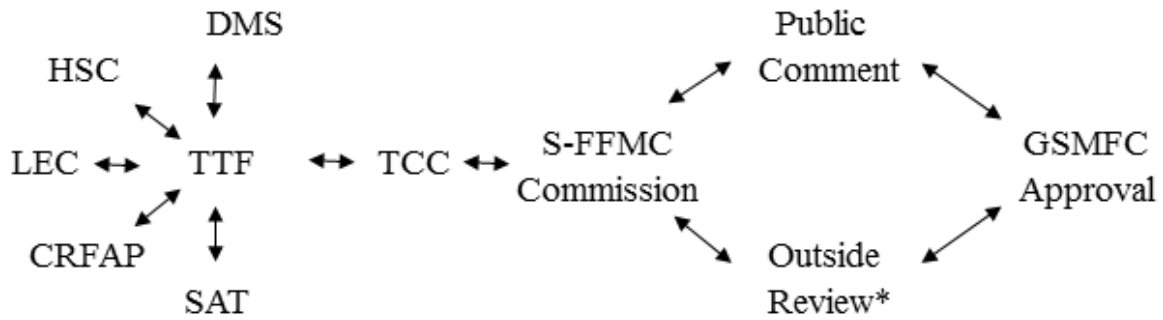 DMS
Public
Comment
HSC
LEC
TTF
TCC
S-FFMC
Commission
GSMFC
Approval
CRFAP
SAT
Outside
Review*